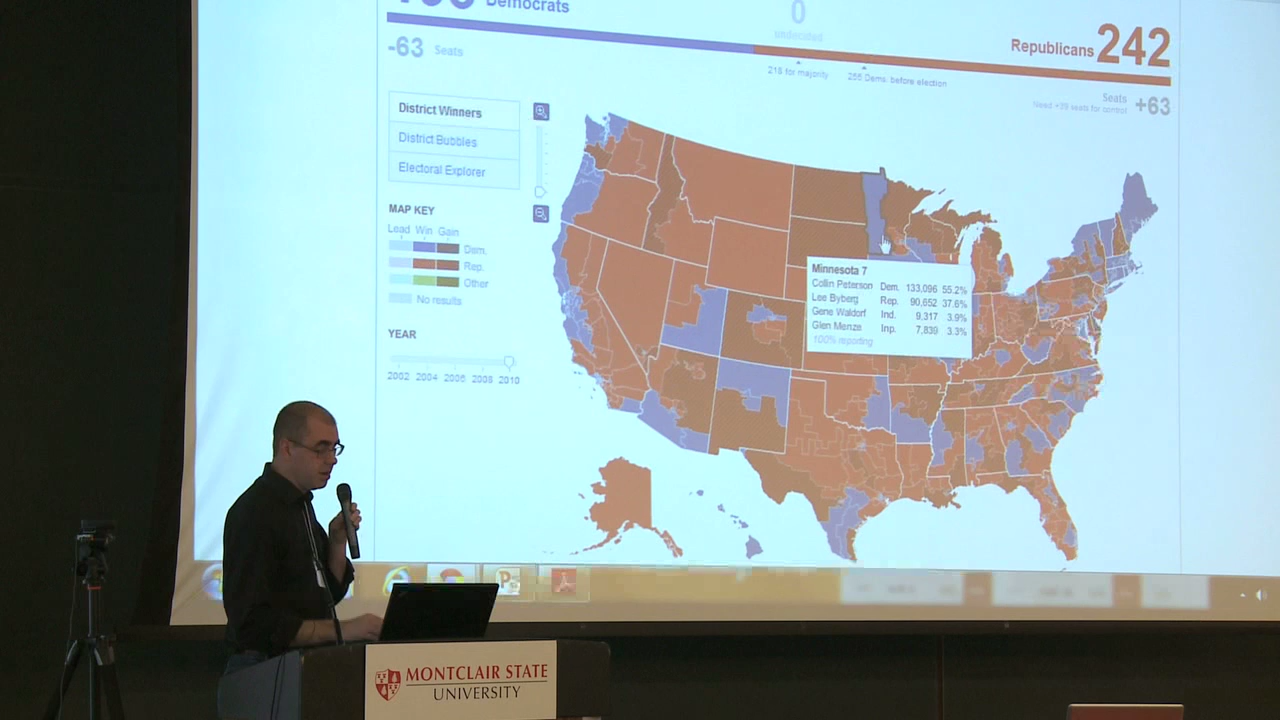 Democrats
0
undecided
Republicans 242
-63 Seats
218 for majority
256 Dems. before election
Seats
Need +39 seats for control
+63
District Winners
District Bubbles
Electoral Explorer
MAP KEY
Lead Win Gain
Dem.
Rep.
Other
No results
YEAR
2002 2004 2006 2008 2010
Minnesota 7
Collin Peterson Dem. 133,096 55.2%
Lee Byberg Rep. 90,652 37.6%
Gene Waldorf Ind. 9,317 3.9%
Glen Menze Inp. 7,839 3.3%
100% reporting
MONTCLAIR STATE
UNIVERSITY